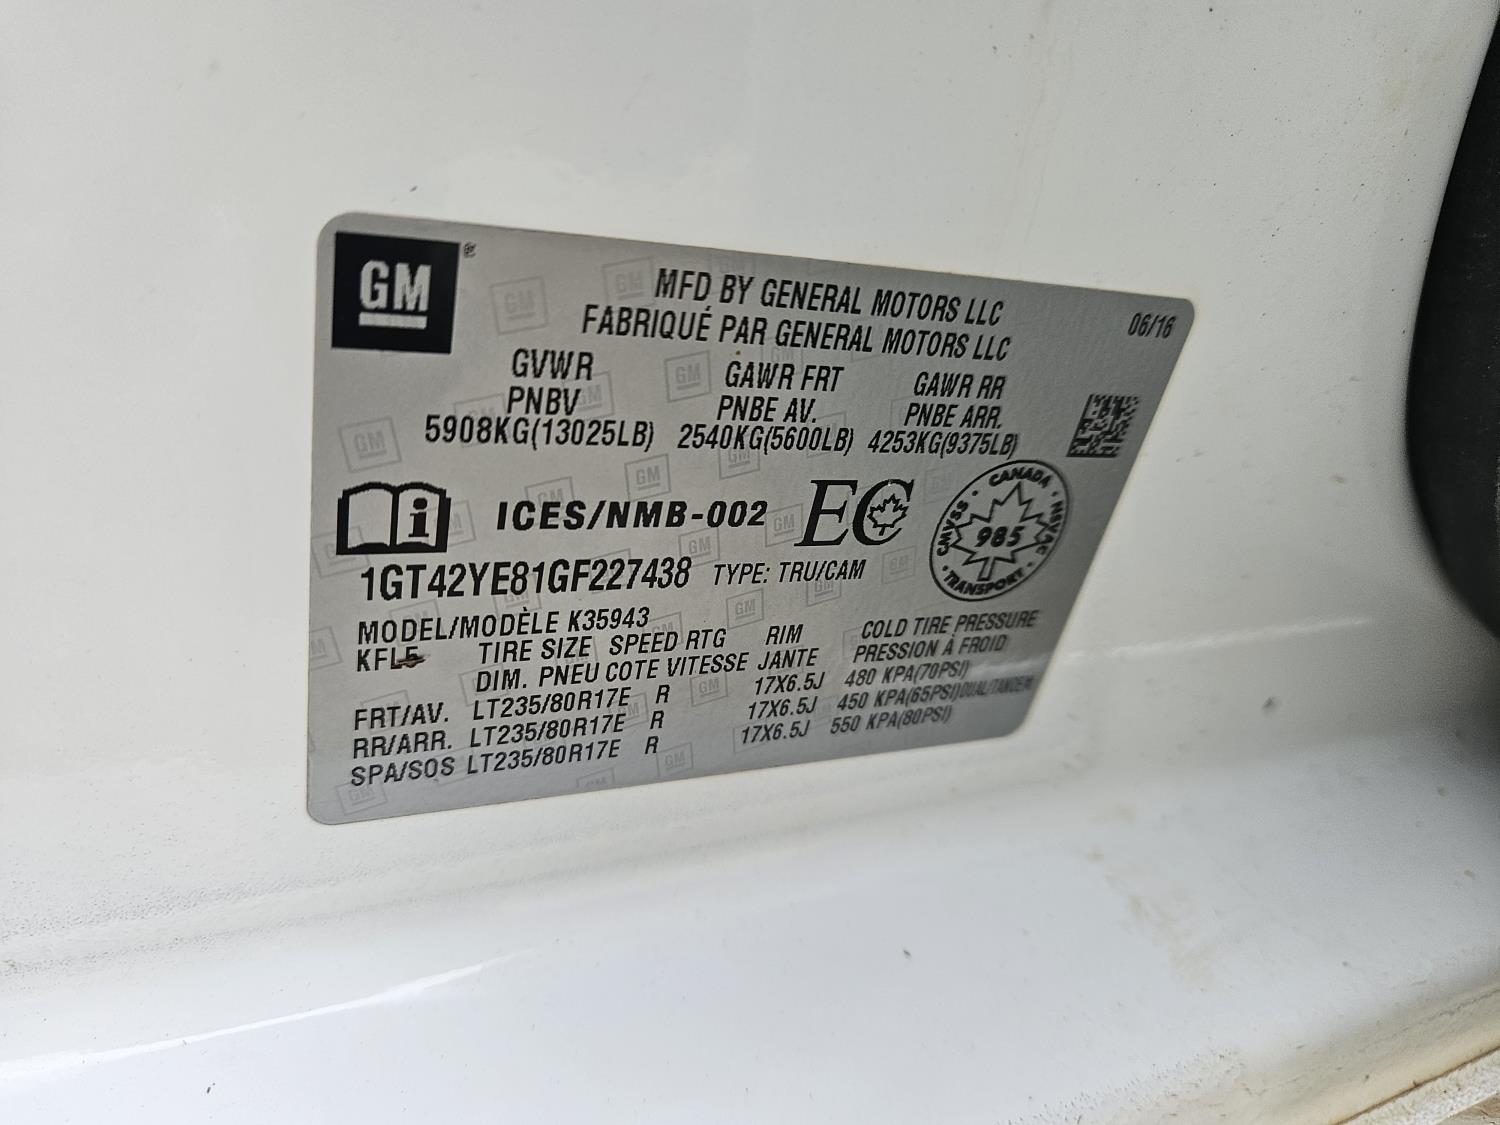 GM
MFD BY GENERAL MOTORS LLC
FABRIQUÉ PAR GENERAL MOTORS LLC
06/16
GVWR GAWR FRT GAWR RR
PNBV PNBE AV. PNBE ARR.
5908KG(13025LB) 2540KG(5600LB) 4253KG(9375LB)
i ICES/NMB-002 EC
CANADA
CMVSS NSVAC
985
TRANSPORT
1GT42YE81GF227438 TYPE: TRU/CAM
MODEL/MODÈLE K35943
KFL5 TIRE SIZE SPEED RTG RIM COLD TIRE PRESSURE
DIM. PNEU COTE VITESSE JANTE PRESSION À FROID
FRT/AV. LT235/80R17E R 17X6.5J 480 KPA(70PSI)
RR/ARR. LT235/80R17E R 17X6.5J 450 KPA(65PSI)DUAL/TANDEM
SPA/SOS LT235/80R17E R 17X6.5J 550 KPA(80PSI)